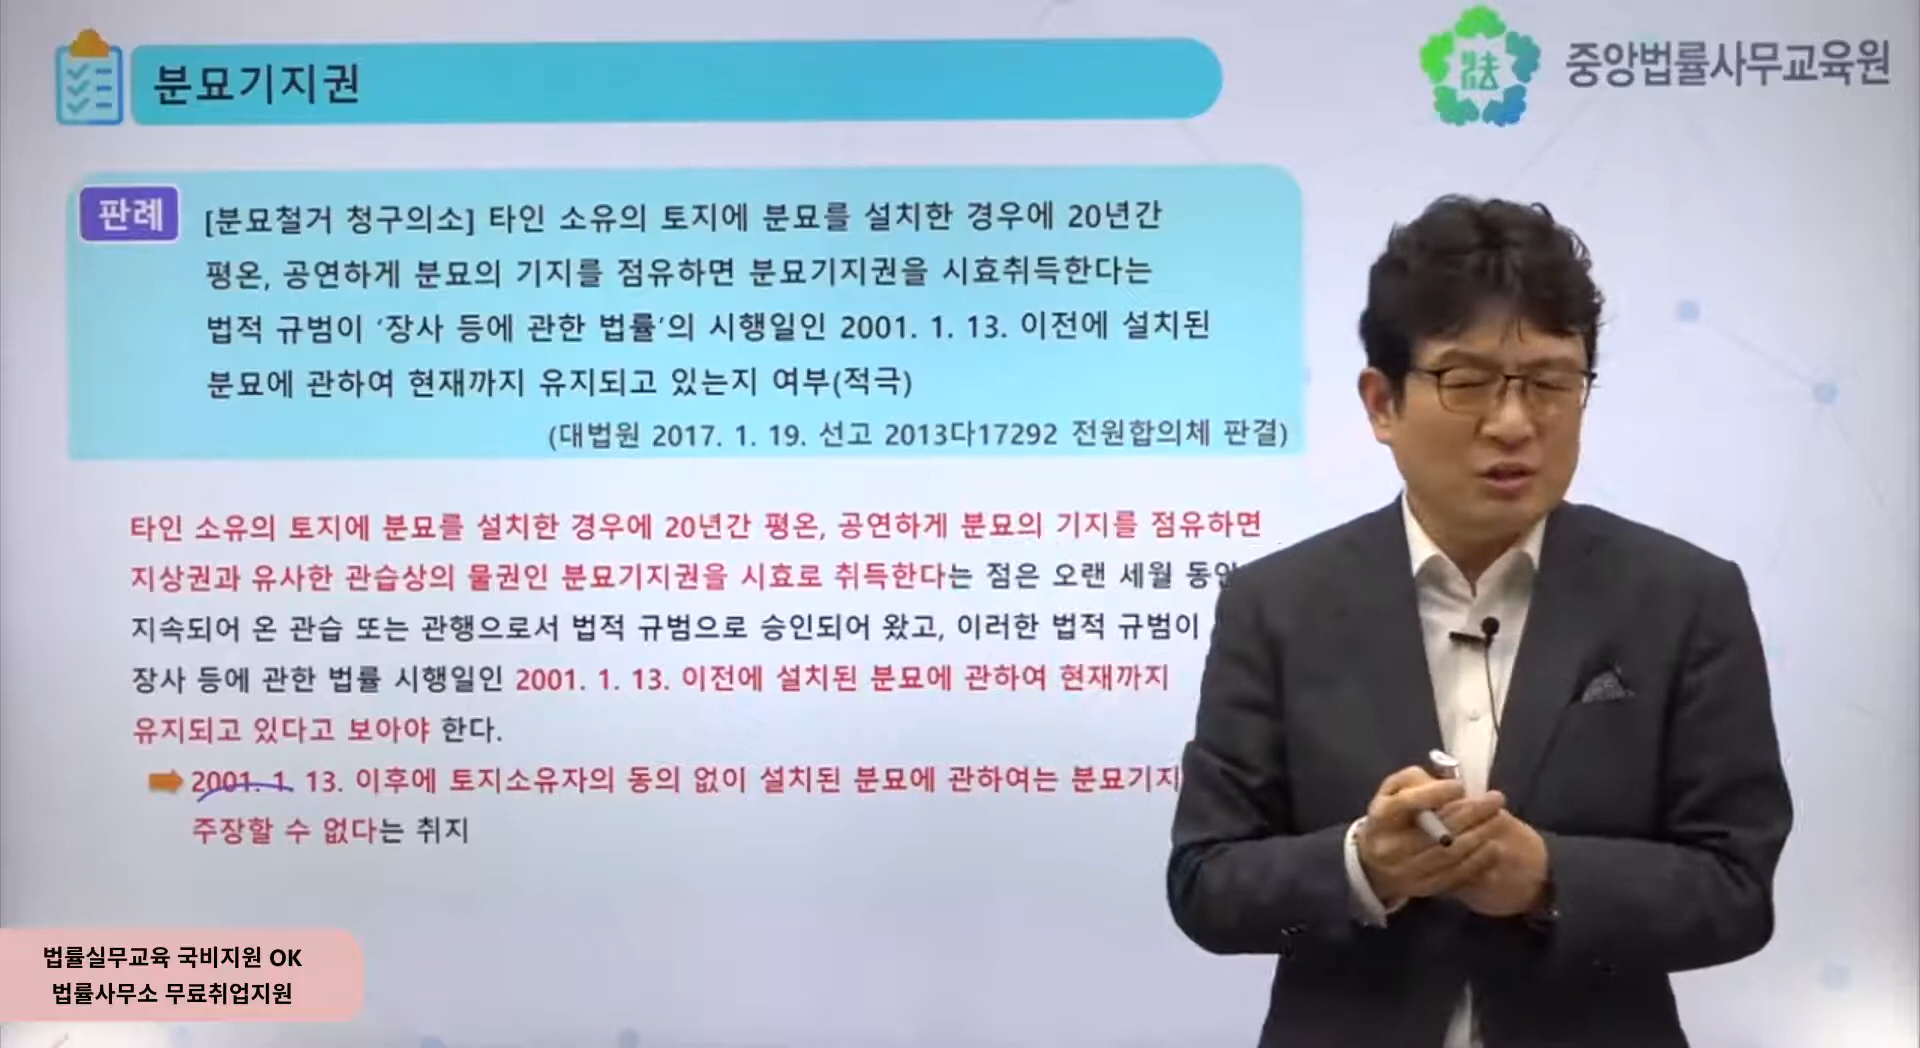 분묘기지권
法
중앙법률사무교육원
판례
[분묘철거 청구의소] 타인 소유의 토지에 분묘를 설치한 경우에 20년간
평온, 공연하게 분묘의 기지를 점유하면 분묘기지권을 시효취득한다는
법적 규범이 ‘장사 등에 관한 법률’의 시행일인 2001. 1. 13. 이전에 설치된
분묘에 관하여 현재까지 유지되고 있는지 여부(적극)
(대법원 2017. 1. 19. 선고 2013다17292 전원합의체 판결)
타인 소유의 토지에 분묘를 설치한 경우에 20년간 평온, 공연하게 분묘의 기지를 점유하면
지상권과 유사한 관습상의 물권인 분묘기지권을 시효로 취득한다는 점은 오랜 세월 동안
지속되어 온 관습 또는 관행으로서 법적 규범으로 승인되어 왔고, 이러한 법적 규범이
장사 등에 관한 법률 시행일인 2001. 1. 13. 이전에 설치된 분묘에 관하여 현재까지
유지되고 있다고 보아야 한다.
2001. 1. 13. 이후에 토지소유자의 동의 없이 설치된 분묘에 관하여는 분묘기지
주장할 수 없다는 취지
법률실무교육 국비지원 OK
법률사무소 무료취업지원